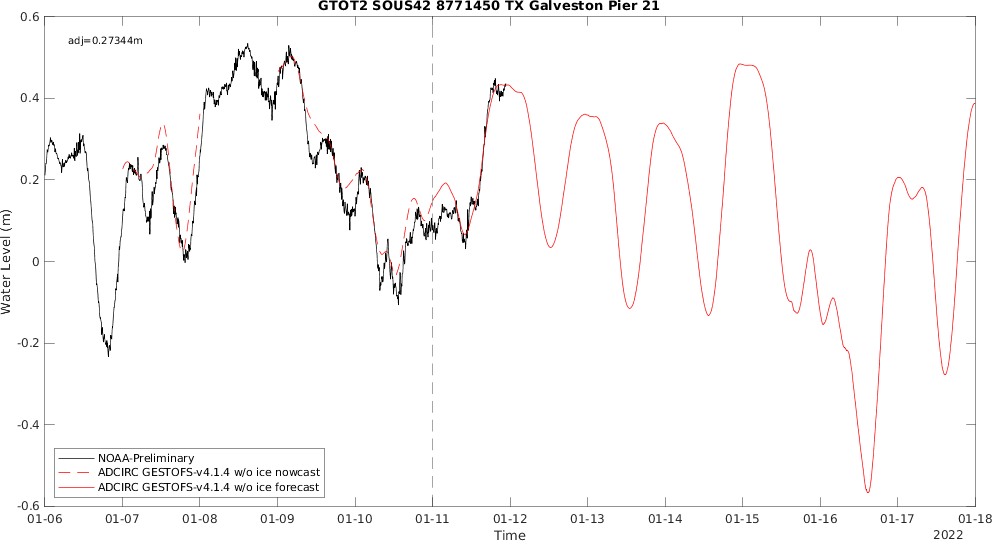 GTOT2 SOUS42 8771450 TX Galveston Pier 21
adj=0.27344m
0.6
0.4
0.2
0
-0.2
-0.4
-0.6
Water Level (m)
NOAA-Preliminary
ADCIRC GESTOFS-v4.1.4 w/o ice nowcast
ADCIRC GESTOFS-v4.1.4 w/o ice forecast
01-06 01-07 01-08 01-09 01-10 01-11 01-12 01-13 01-14 01-15 01-16 01-17 01-18
Time
2022